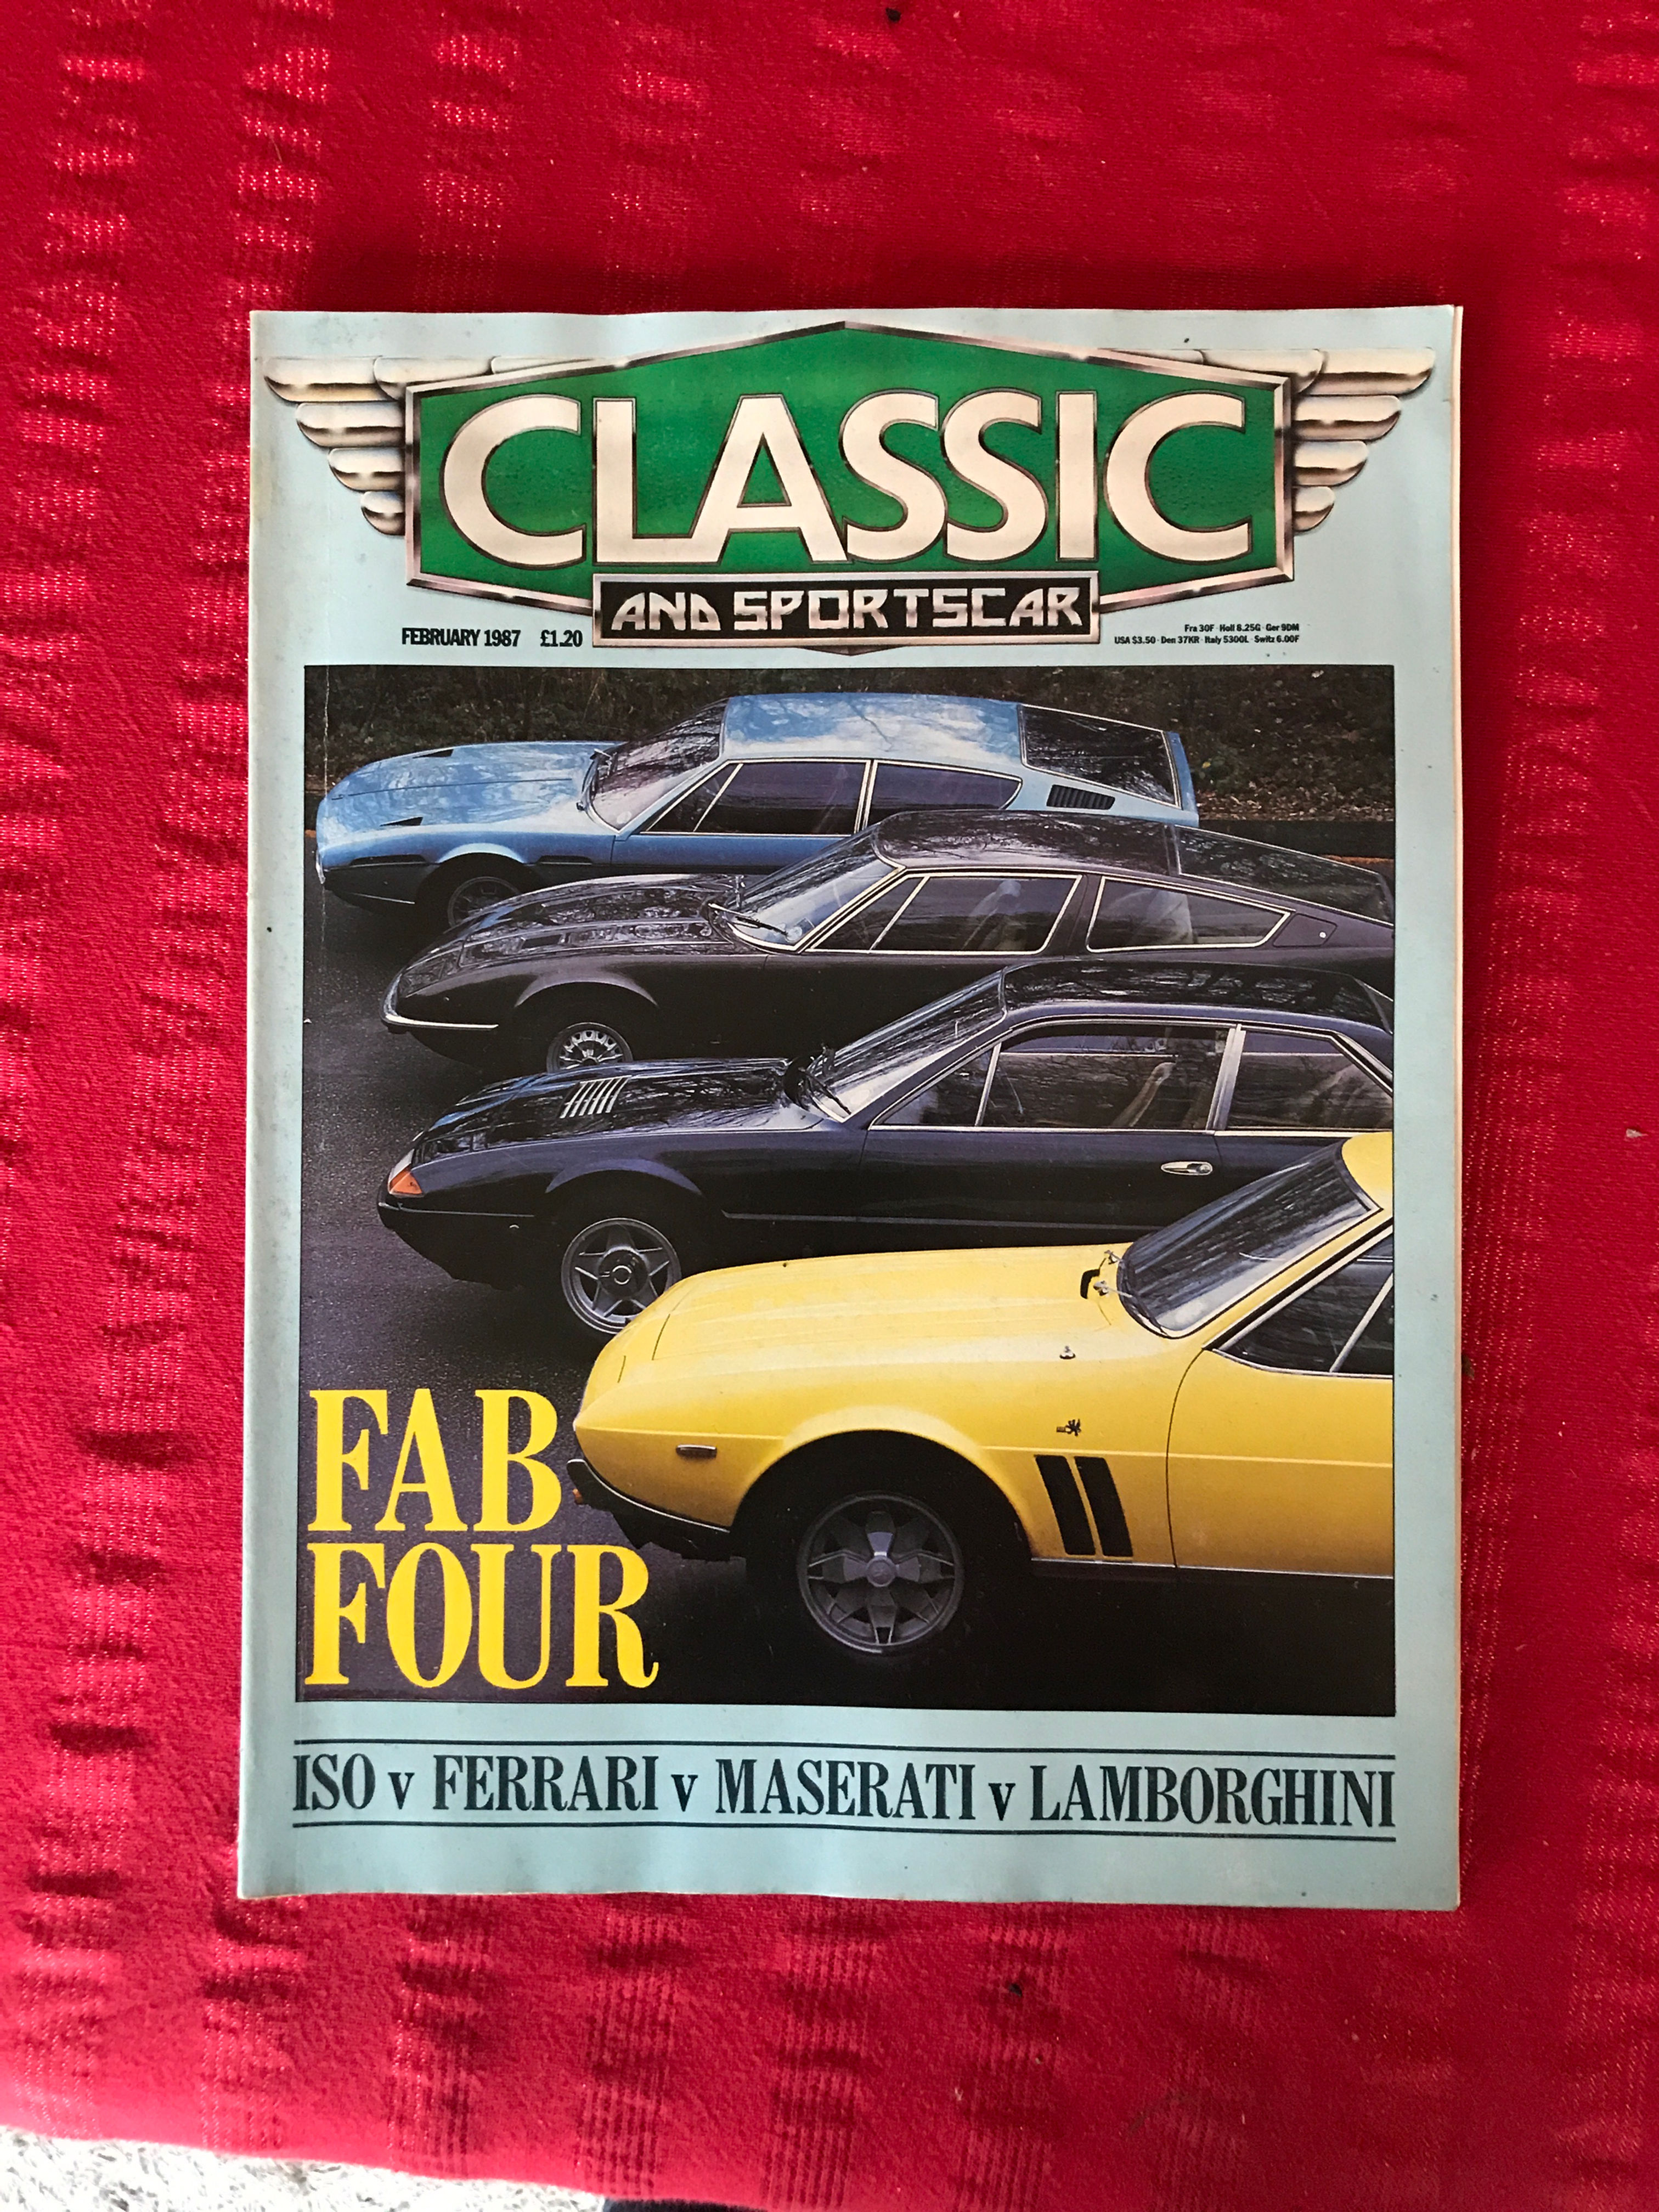 CLASSIC
AND SPORTSCAR
FEBRUARY 1987 £1.20
Fra 30F · Holl 8.25G · Ger 9DM
USA $3.50 · Den 37KR · Italy 5300L · Switz 6.00F
FAB
FOUR
ISO v FERRARI v MASERATI v LAMBORGHINI